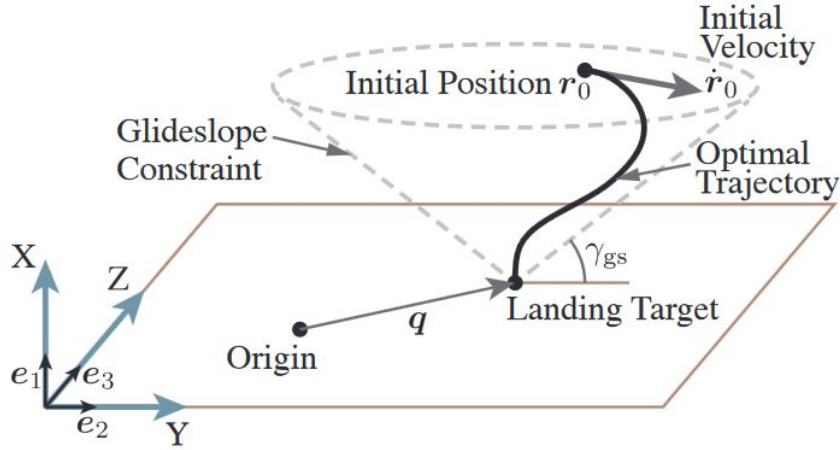 Initial
Velocity
Initial Position r₀
ṙ₀
Glideslope
Constraint
Optimal
Trajectory
X
Z
γgs
Landing Target
q
Origin
e₁
e₃
e₂
Y